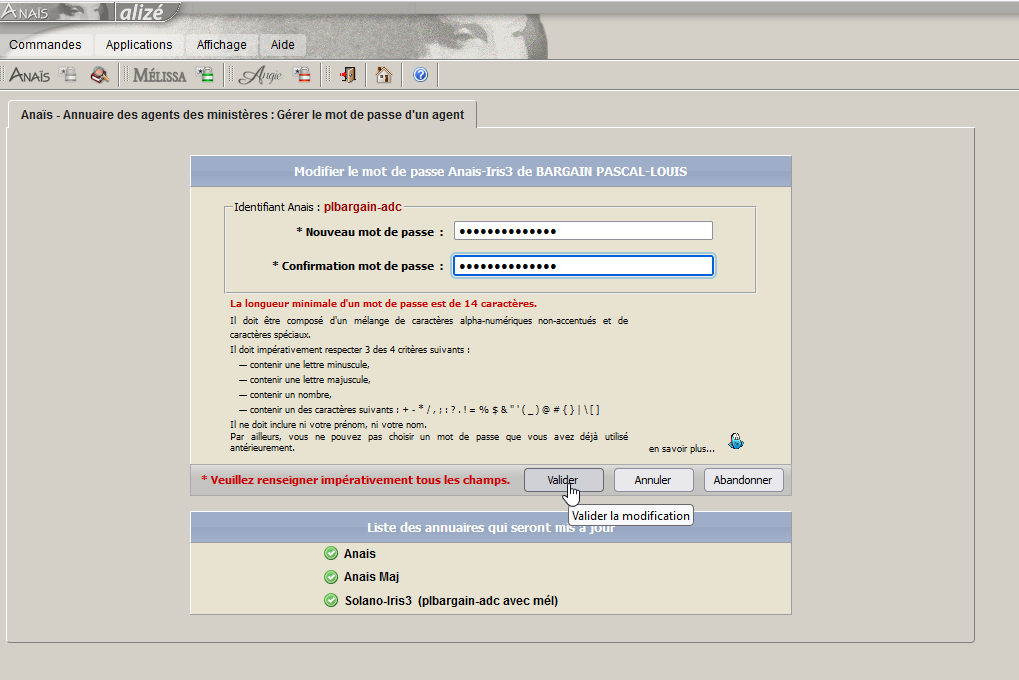 ANAIS alizé
Commandes Applications Affichage Aide
ANAÏS MÉLISSA Angie
Anaïs - Annuaire des agents des ministères : Gérer le mot de passe d'un agent
Modifier le mot de passe Anais-Iris3 de BARGAIN PASCAL-LOUIS
Identifiant Anais : plbargain-adc
* Nouveau mot de passe : ••••••••••••••
* Confirmation mot de passe : ••••••••••••••
La longueur minimale d'un mot de passe est de 14 caractères.
Il doit être composé d'un mélange de caractères alpha-numériques non-accentués et de
caractères spéciaux.
Il doit impérativement respecter 3 des 4 critères suivants :
— contenir une lettre minuscule,
— contenir une lettre majuscule,
— contenir un nombre,
— contenir un des caractères suivants : + - * / , ; : ? . ! = % $ & " ' ( _ ) @ # { } | \ [ ]
Il ne doit inclure ni votre prénom, ni votre nom.
Par ailleurs, vous ne pouvez pas choisir un mot de passe que vous avez déjà utilisé
antérieurement.
en savoir plus...
* Veuillez renseigner impérativement tous les champs. Valider Annuler Abandonner
Valider la modification
Liste des annuaires qui seront mis à jour
Anais
Anais Maj
Solano-Iris3 (plbargain-adc avec mél)